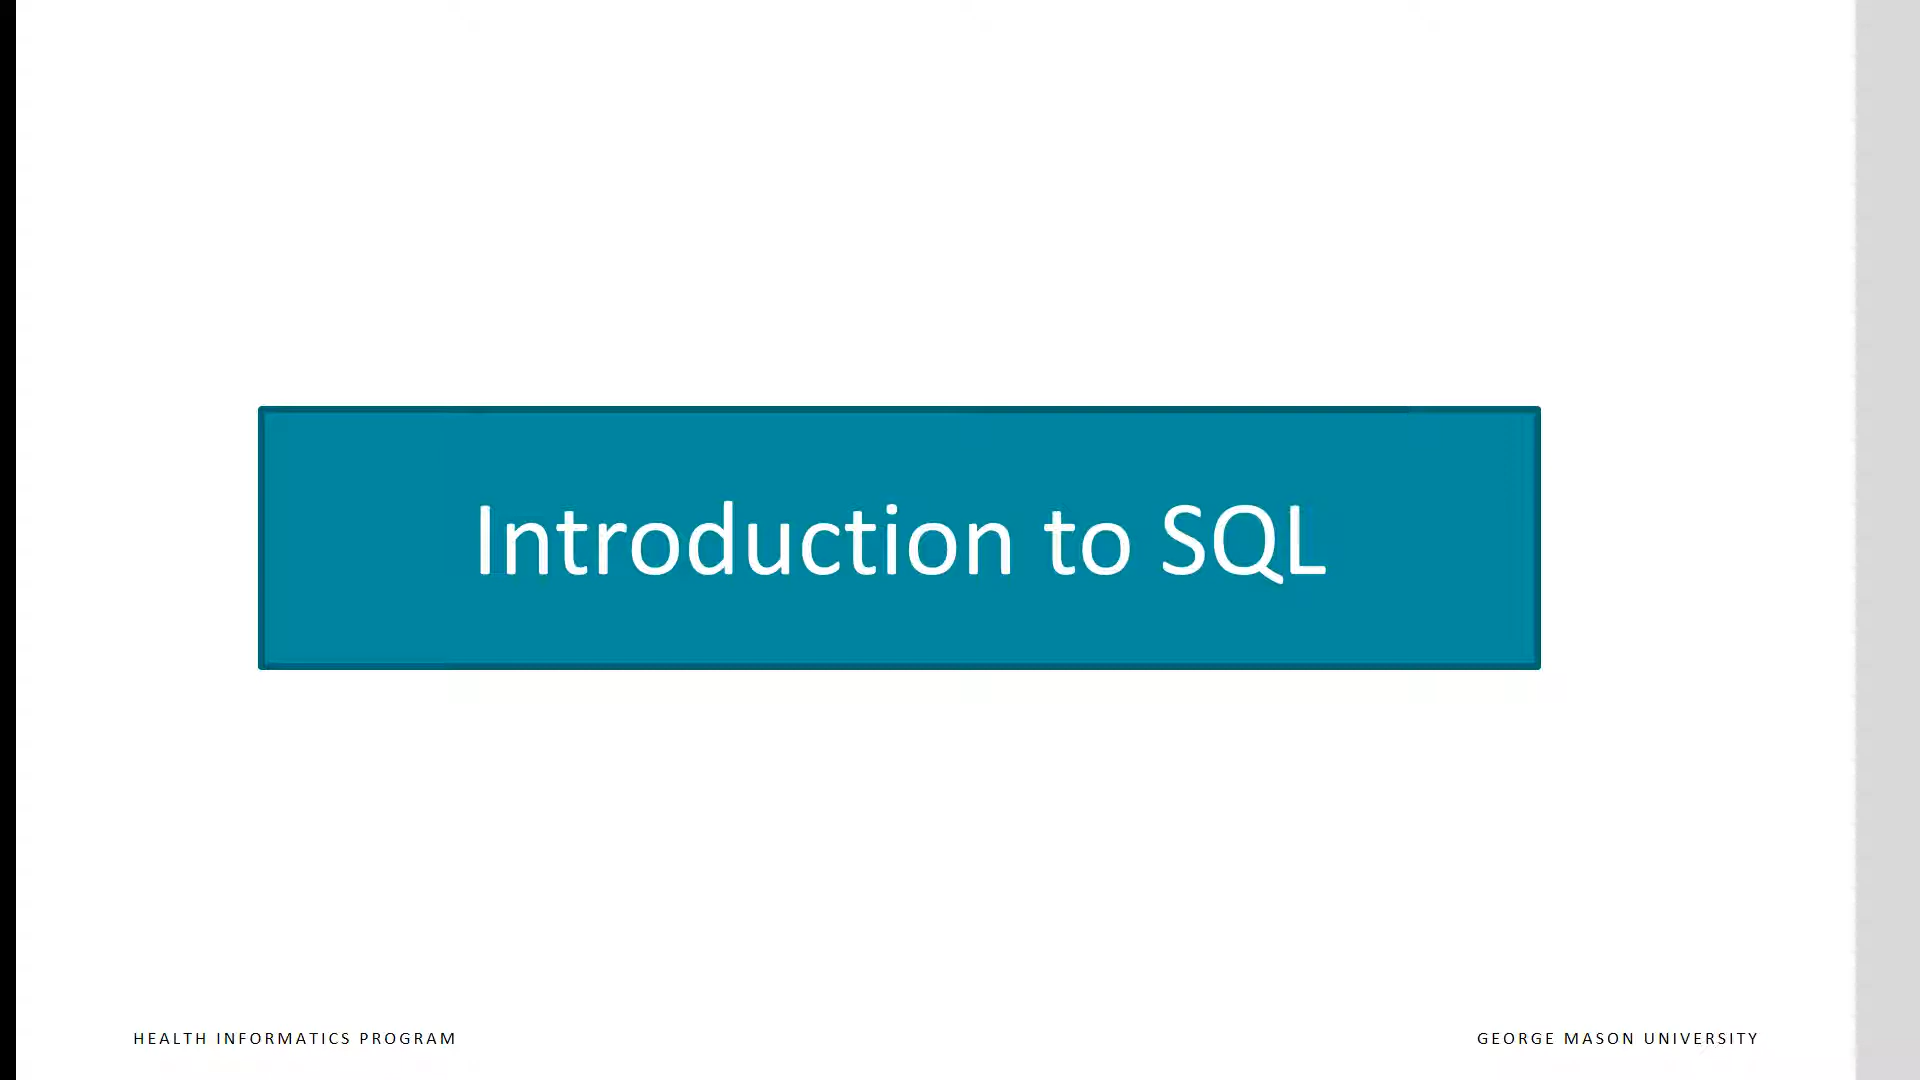 Introduction to SQL
HEALTH INFORMATICS PROGRAM
GEORGE MASON UNIVERSITY